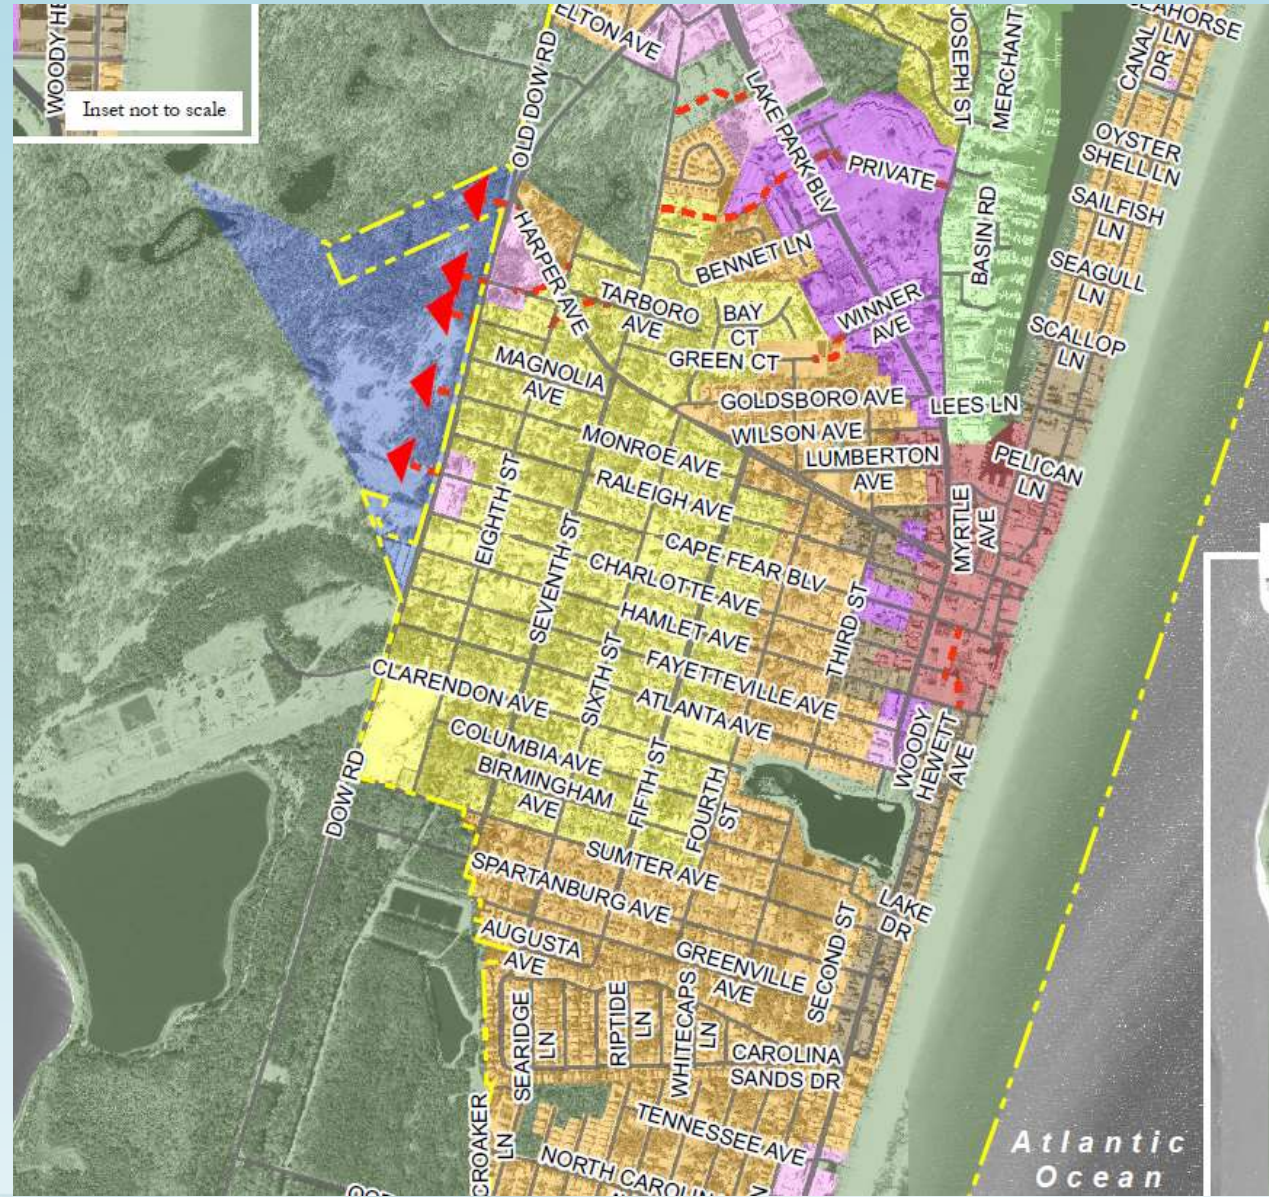 WOODY HE
Inset not to scale
ELTON AVE
OLD DOW RD
LAKE PARK BLV
JOSEPH ST
MERCHANT
CANAL
DR
LN
OYSTER
SHELL LN
SAILFISH
LN
SEAGULL
LN
SCALLOP
LN
PRIVATE
BASIN RD
HARPER AVE
BENNET LN
TARBORO
AVE
BAY
CT
WINNER
AVE
GREEN CT
MAGNOLIA
AVE
GOLDSBORO AVE
LEES LN
WILSON AVE
MONROE AVE
LUMBERTON
AVE
PELICAN
LN
RALEIGH AVE
EIGHTH ST
MYRTLE
AVE
SEVENTH ST
CAPE FEAR BLV
CHARLOTTE AVE
HAMLET AVE
THIRD ST
SIXTH ST
FAYETTEVILLE AVE
CLARENDON AVE
ATLANTA AVE
COLUMBIA AVE
WOODY
HEWETT
AVE
BIRMINGHAM
AVE
FIFTH ST
FOURTH
ST
DOW RD
SUMTER AVE
SPARTANBURG AVE
LAKE
DR
AUGUSTA
AVE
GREENVILLE
AVE
SECOND ST
SEARIDGE
LN
RIPTIDE
LN
WHITECAPS
LN
CAROLINA
SANDS DR
CROAKER
LN
TENNESSEE AVE
NORTH CAROLIN
Atlantic
Ocean